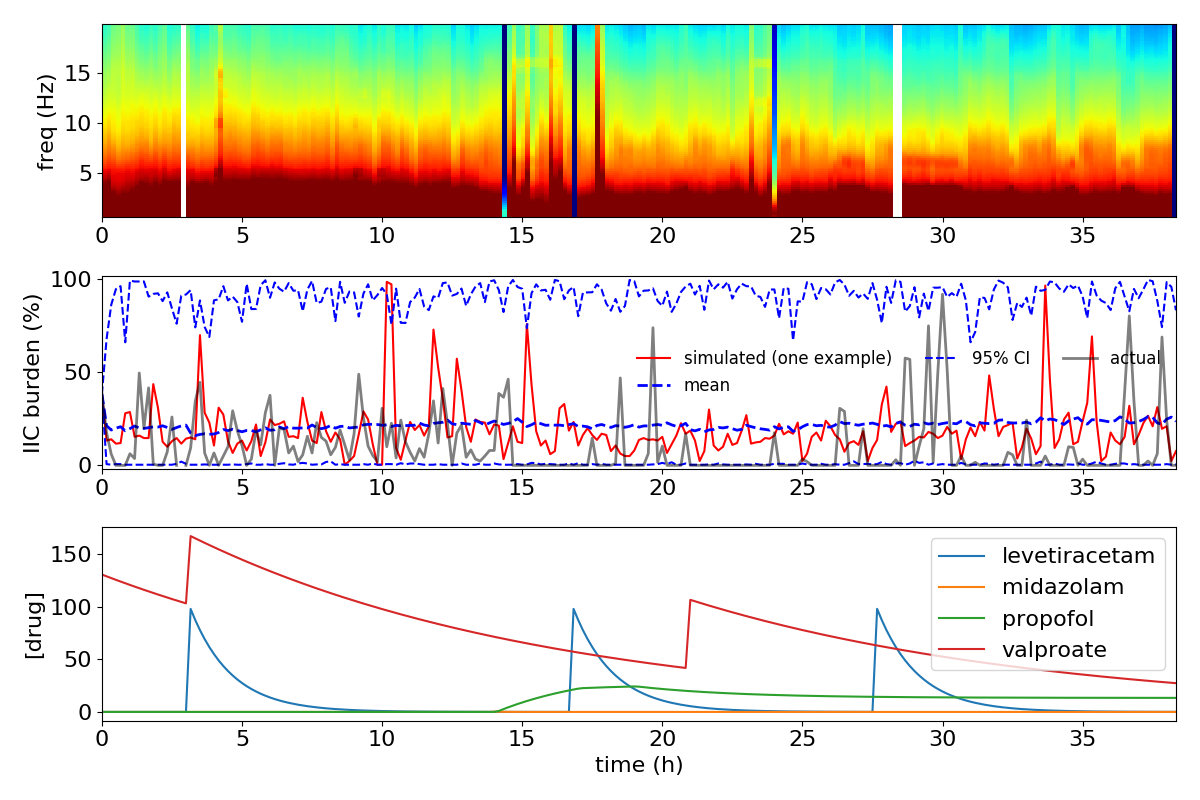 freq (Hz)
15
10
5
0 5 10 15 20 25 30 35
IIC burden (%)
100
50
0
simulated (one example) 95% CI actual
mean
0 5 10 15 20 25 30 35
[drug]
150
100
50
0
levetiracetam
midazolam
propofol
valproate
0 5 10 15 20 25 30 35
time (h)